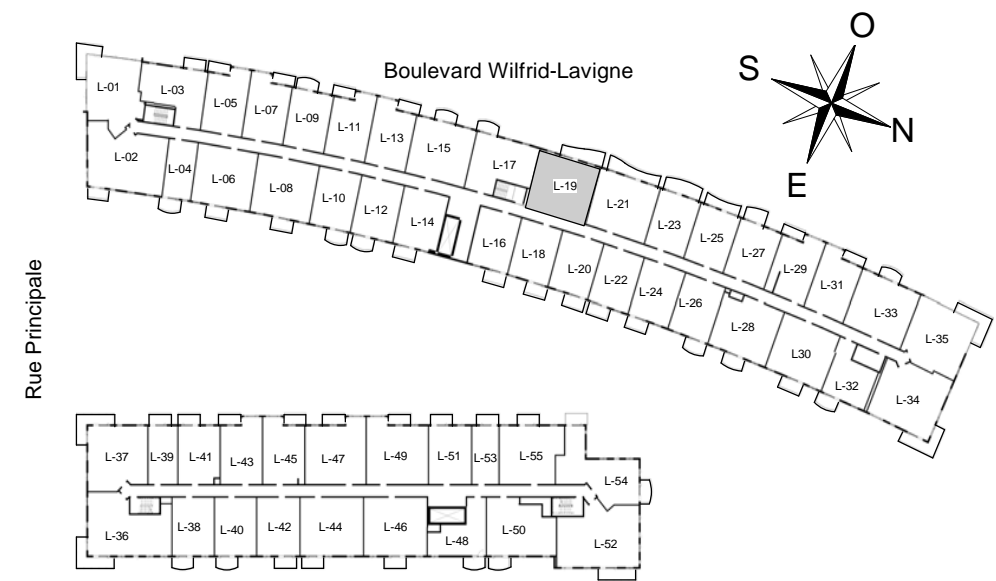 O
Boulevard Wilfrid-Lavigne
S
N
E
L-01
L-03
L-05
L-07
L-09
L-11
L-13
L-15
L-17
L-19
L-21
L-23
L-25
L-27
L-29
L-31
L-33
L-35
L-02
L-04
L-06
L-08
L-10
L-12
L-14
L-16
L-18
L-20
L-22
L-24
L-26
L-28
L30
L-32
L-34
Rue Principale
L-37
L-39
L-41
L-43
L-45
L-47
L-49
L-51
L-53
L-55
L-54
L-36
L-38
L-40
L-42
L-44
L-46
L-48
L-50
L-52